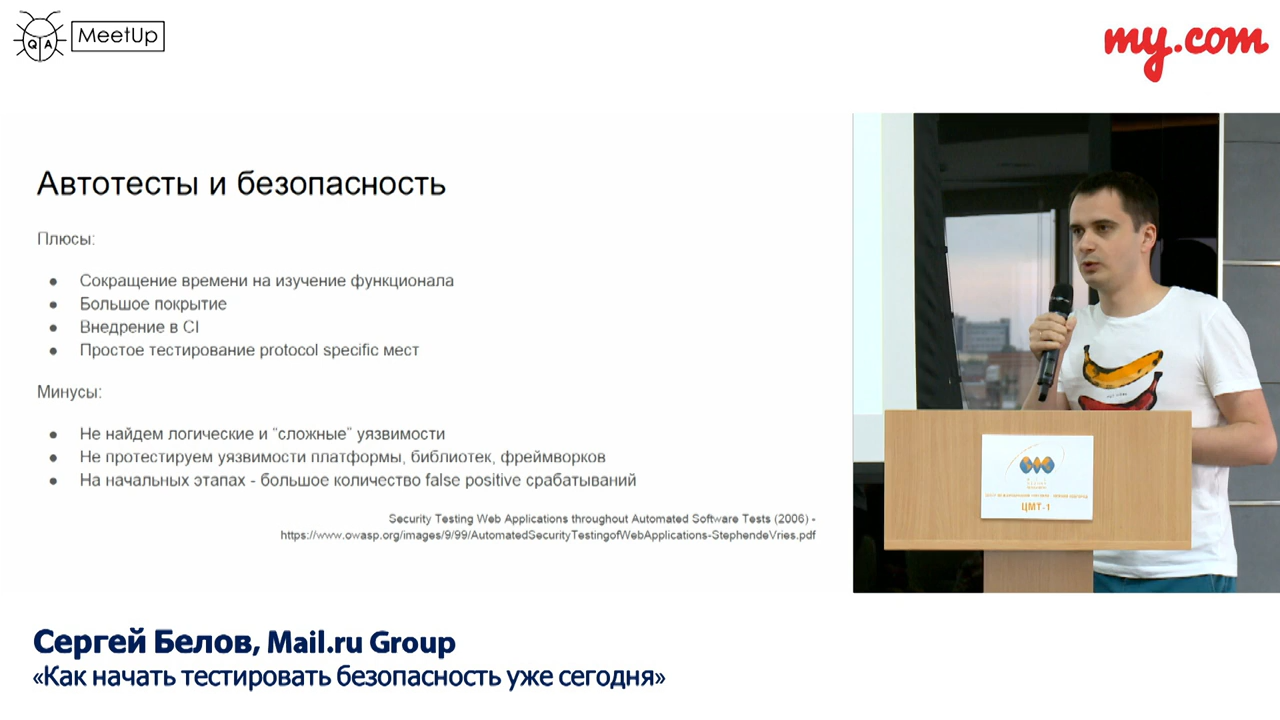 QA MeetUp
my.com
Автотесты и безопасность
Плюсы:
● Сокращение времени на изучение функционала
● Большое покрытие
● Внедрение в CI
● Простое тестирование protocol specific мест
Минусы:
● Не найдем логические и "сложные" уязвимости
● Не протестируем уязвимости платформы, библиотек, фреймворков
● На начальных этапах - большое количество false positive срабатываний
Security Testing Web Applications throughout Automated Software Tests (2006) -
https://www.owasp.org/images/9/99/AutomatedSecurityTestingofWebApplications-StephendeVries.pdf
ЦМТ-1
Сергей Белов, Mail.ru Group
«Как начать тестировать безопасность уже сегодня»